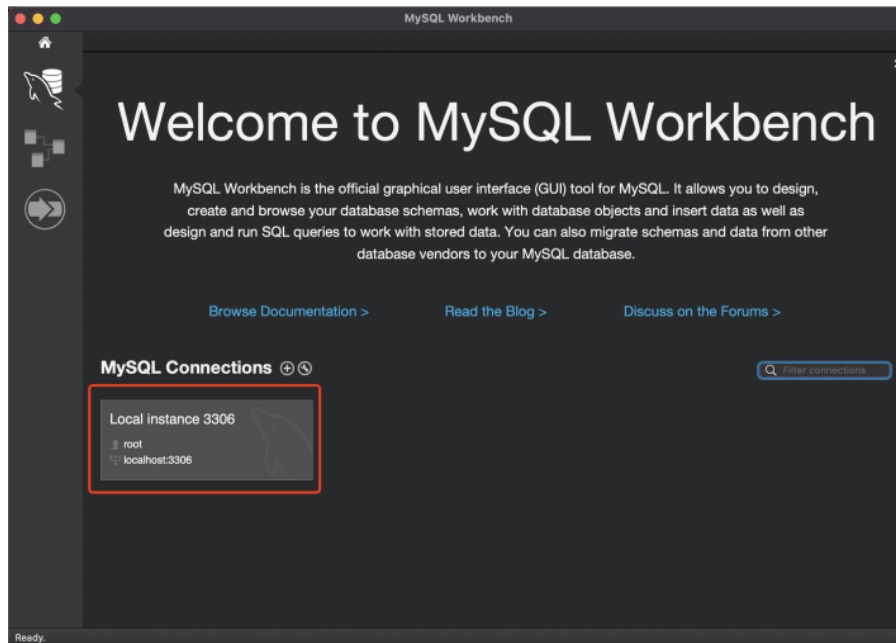 MySQL Workbench
Welcome to MySQL Workbench
MySQL Workbench is the official graphical user interface (GUI) tool for MySQL. It allows you to design,
create and browse your database schemas, work with database objects and insert data as well as
design and run SQL queries to work with stored data. You can also migrate schemas and data from other
database vendors to your MySQL database.
Browse Documentation >
Read the Blog >
Discuss on the Forums >
MySQL Connections
Filter connections
Local instance 3306
root
localhost:3306
Ready.